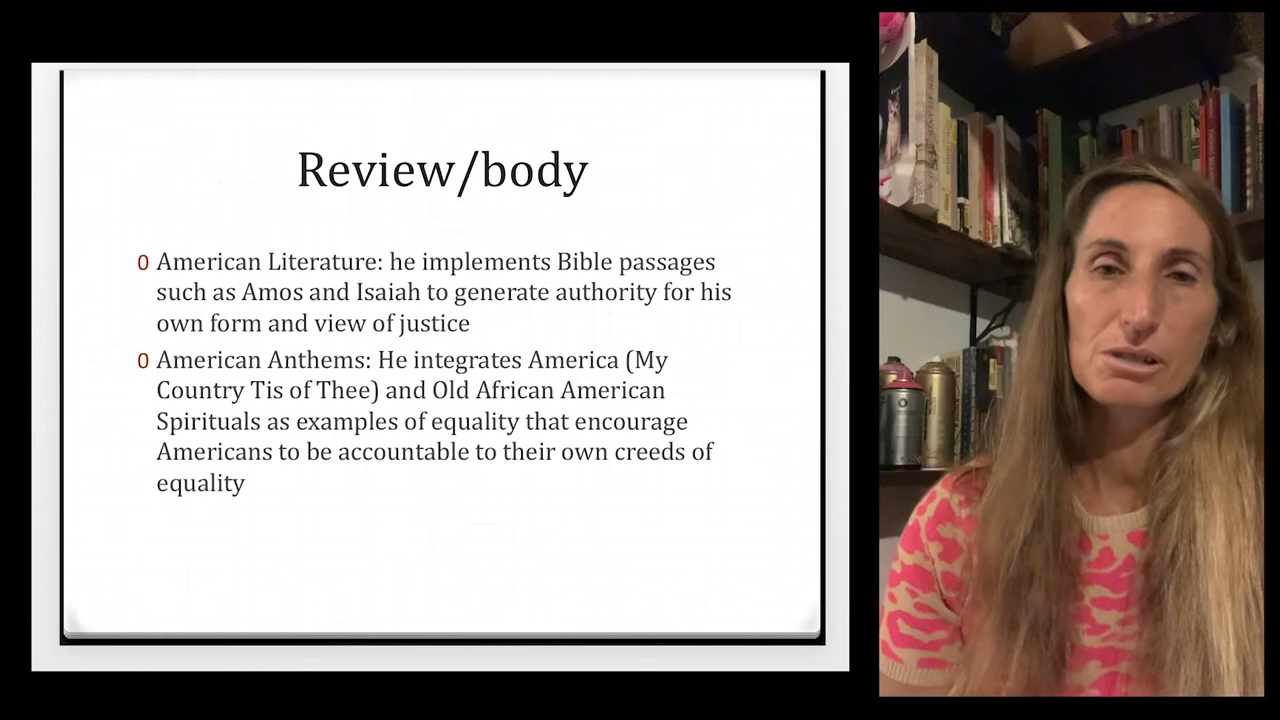 Review/body
0 American Literature: he implements Bible passages
such as Amos and Isaiah to generate authority for his
own form and view of justice
0 American Anthems: He integrates America (My
Country Tis of Thee) and Old African American
Spirituals as examples of equality that encourage
Americans to be accountable to their own creeds of
equality